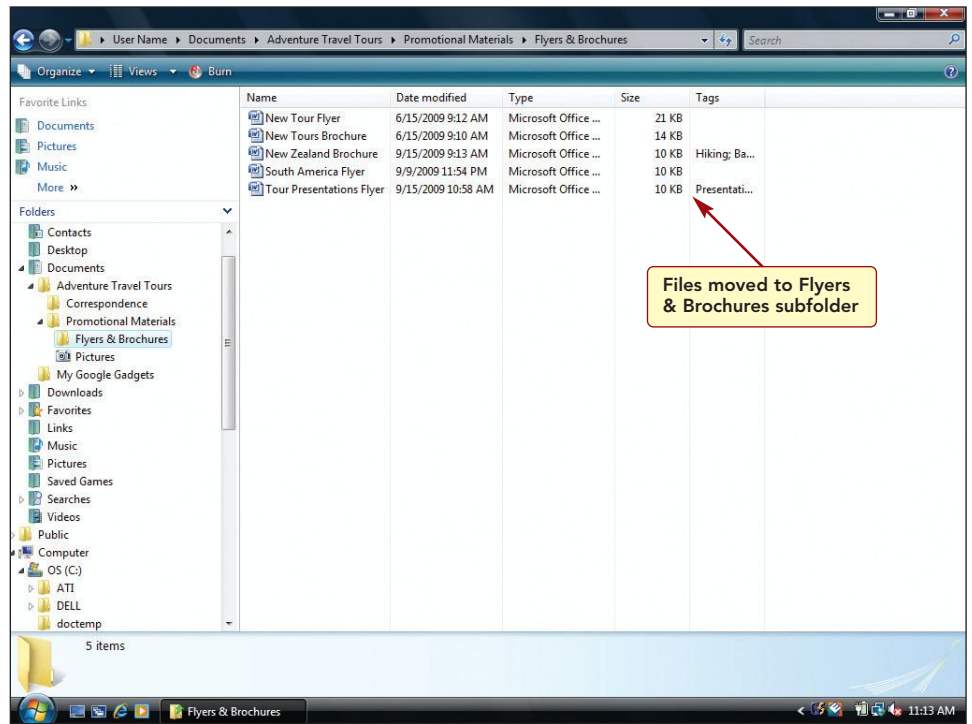 User Name ▸ Documents ▸ Adventure Travel Tours ▸ Promotional Materials ▸ Flyers & Brochures
Search
Organize Views Burn
Favorite Links
Documents
Pictures
Music
More »
Folders
Contacts
Desktop
Documents
Adventure Travel Tours
Correspondence
Promotional Materials
Flyers & Brochures
Pictures
My Google Gadgets
Downloads
Favorites
Links
Music
Pictures
Saved Games
Searches
Videos
Public
Computer
OS (C:)
ATI
DELL
doctemp
Name Date modified Type Size Tags
New Tour Flyer 6/15/2009 9:12 AM Microsoft Office ... 21 KB
New Tours Brochure 6/15/2009 9:10 AM Microsoft Office ... 14 KB
New Zealand Brochure 9/15/2009 9:13 AM Microsoft Office ... 10 KB Hiking; Ba...
South America Flyer 9/9/2009 11:54 PM Microsoft Office ... 10 KB
Tour Presentations Flyer 9/15/2009 10:58 AM Microsoft Office ... 10 KB Presentati...
Files moved to Flyers
& Brochures subfolder
5 items
Flyers & Brochures
11:13 AM